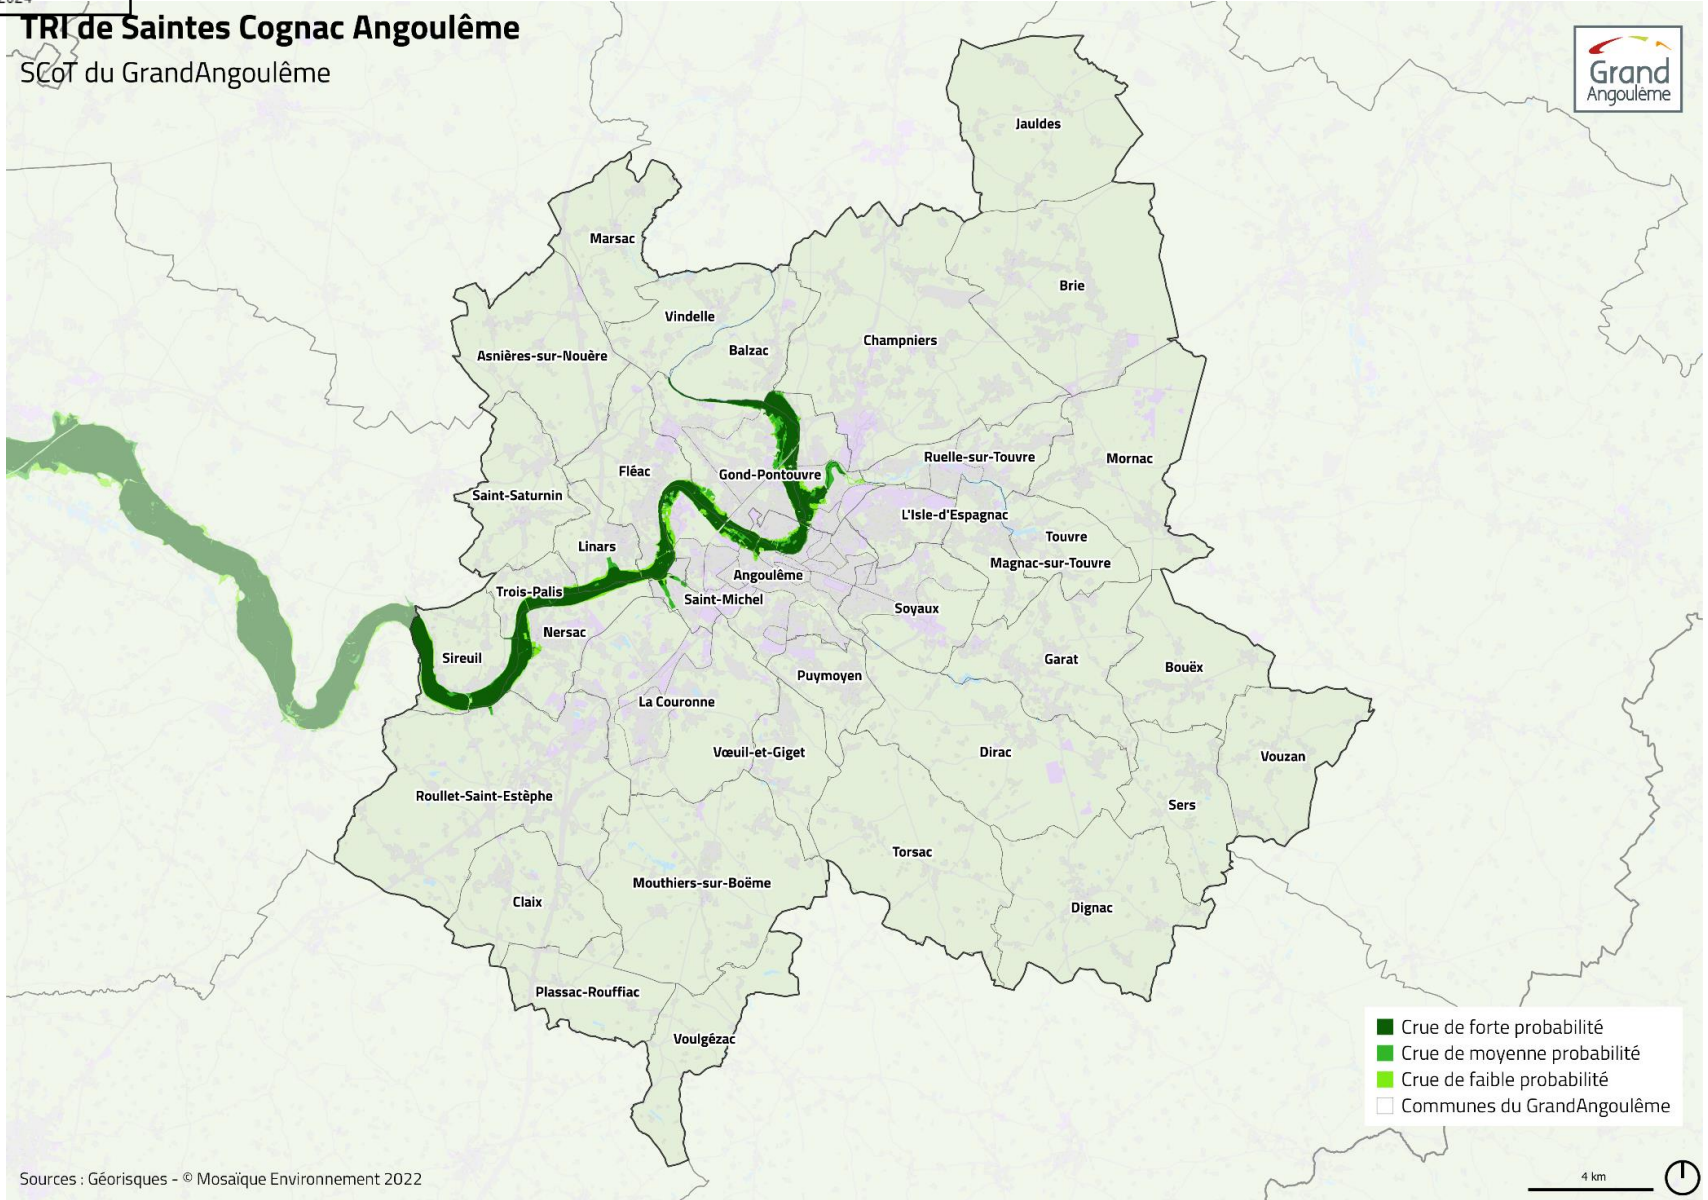 TRI de Saintes Cognac Angoulême
SCoT du GrandAngoulême
Grand
Angoulême
Jauldes
Marsac
Brie
Vindelle
Champniers
Balzac
Asnières-sur-Nouère
Ruelle-sur-Touvre
Mornac
Fléac
Gond-Pontouvre
Saint-Saturnin
L'Isle-d'Espagnac
Touvre
Linars
Magnac-sur-Touvre
Angoulême
Trois-Palis
Saint-Michel
Soyaux
Nersac
Sireuil
Garat
Bouëx
Puymoyen
La Couronne
Vœuil-et-Giget
Dirac
Vouzan
Roullet-Saint-Estèphe
Sers
Torsac
Mouthiers-sur-Boëme
Claix
Dignac
Plassac-Rouffiac
Voulgézac
Crue de forte probabilité
Crue de moyenne probabilité
Crue de faible probabilité
Communes du GrandAngoulême
Sources : Géorisques - © Mosaïque Environnement 2022
4 km